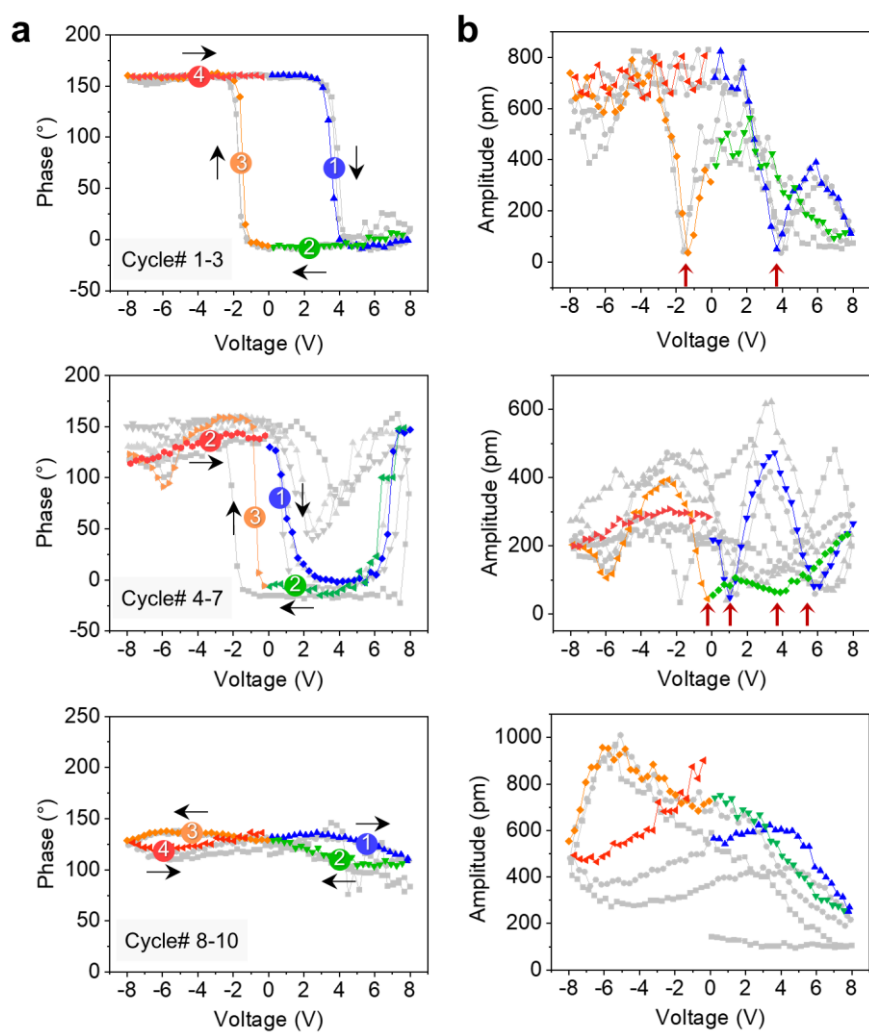 a
b
200
150
100
50
0
-50
Phase (°)
4
3
1
2
Cycle# 1-3
-8 -6 -4 -2 0 2 4 6 8
Voltage (V)
800
600
400
200
0
Amplitude (pm)
-8 -6 -4 -2 0 2 4 6 8
Voltage (V)
200
150
100
50
0
-50
Phase (°)
2
1
3
2
Cycle# 4-7
-8 -6 -4 -2 0 2 4 6 8
Voltage (V)
600
400
200
0
Amplitude (pm)
-8 -6 -4 -2 0 2 4 6 8
Voltage (V)
250
200
150
100
50
0
Phase (°)
3
4
1
2
Cycle# 8-10
-8 -6 -4 -2 0 2 4 6 8
Voltage (V)
1000
800
600
400
200
0
Amplitude (pm)
-8 -6 -4 -2 0 2 4 6 8
Voltage (V)